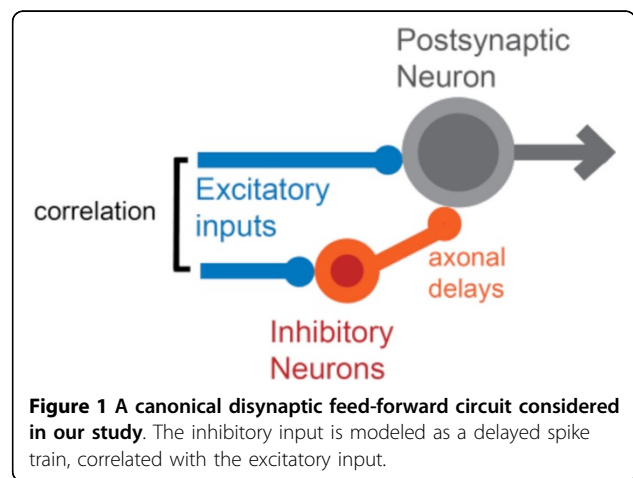 Postsynaptic
Neuron
correlation
Excitatory
inputs
axonal
delays
Inhibitory
Neurons
Figure 1 A canonical disynaptic feed-forward circuit considered
in our study. The inhibitory input is modeled as a delayed spike
train, correlated with the excitatory input.